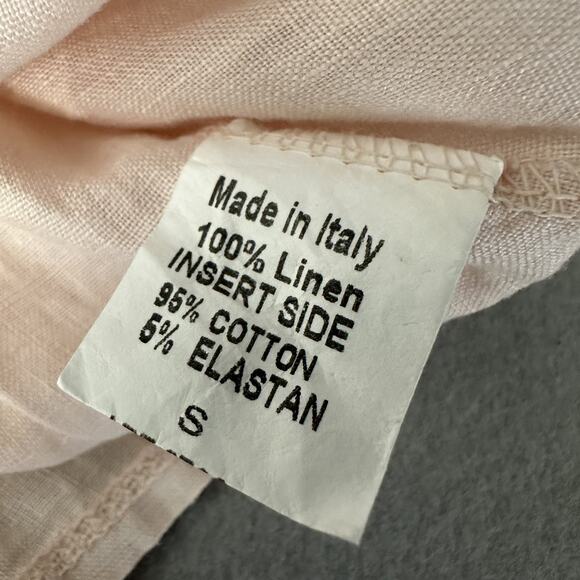 Made in Italy
100% Linen
INSERT SIDE
95% COTTON
5% ELASTAN
S